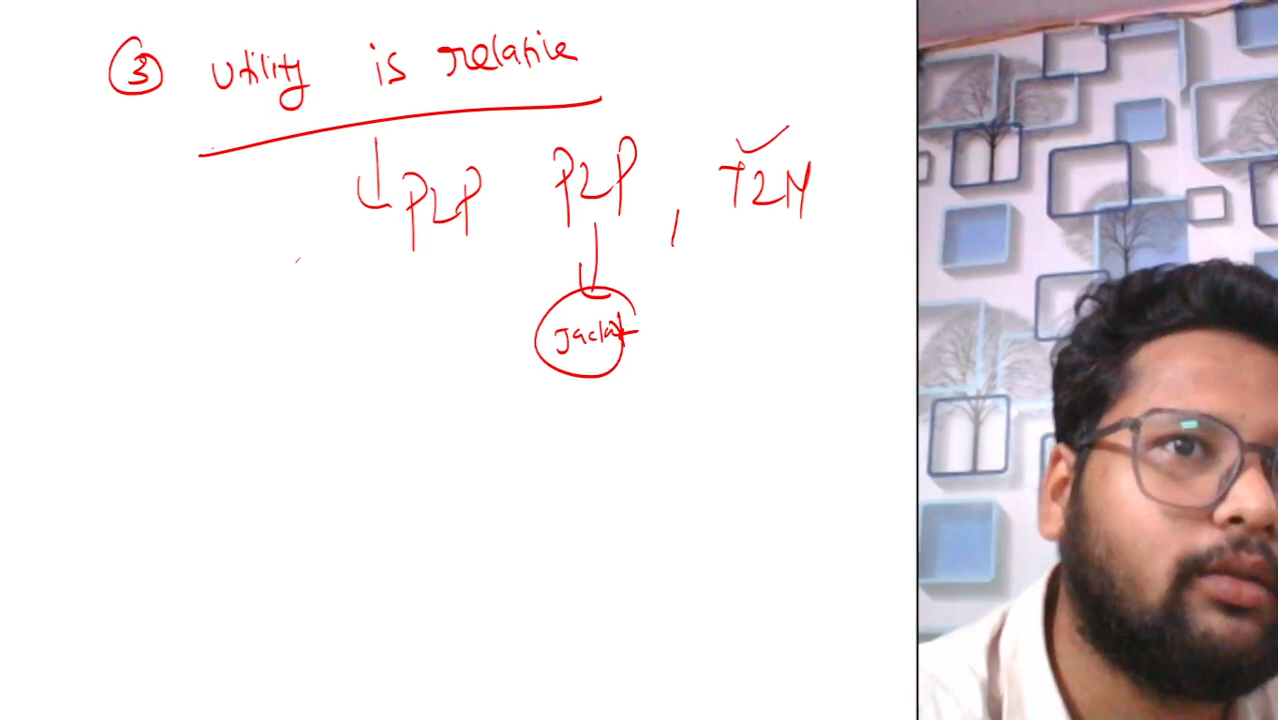 ③ utility is relative
P2P P2P , T2M
Jacket